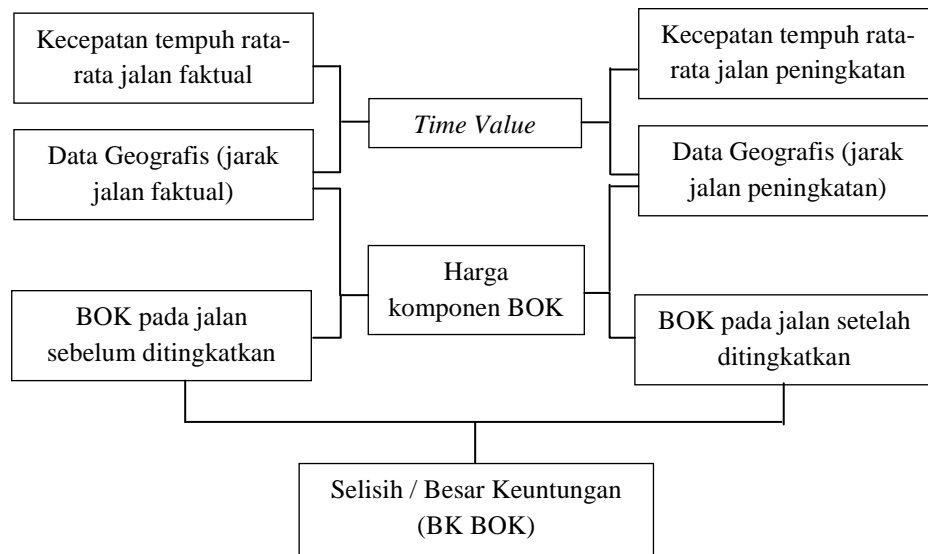 Kecepatan tempuh rata-
rata jalan faktual
Kecepatan tempuh rata-
rata jalan peningkatan
Time Value
Data Geografis (jarak
jalan faktual)
Data Geografis (jarak
jalan peningkatan)
Harga
komponen BOK
BOK pada jalan
sebelum ditingkatkan
BOK pada jalan setelah
ditingkatkan
Selisih / Besar Keuntungan
(BK BOK)